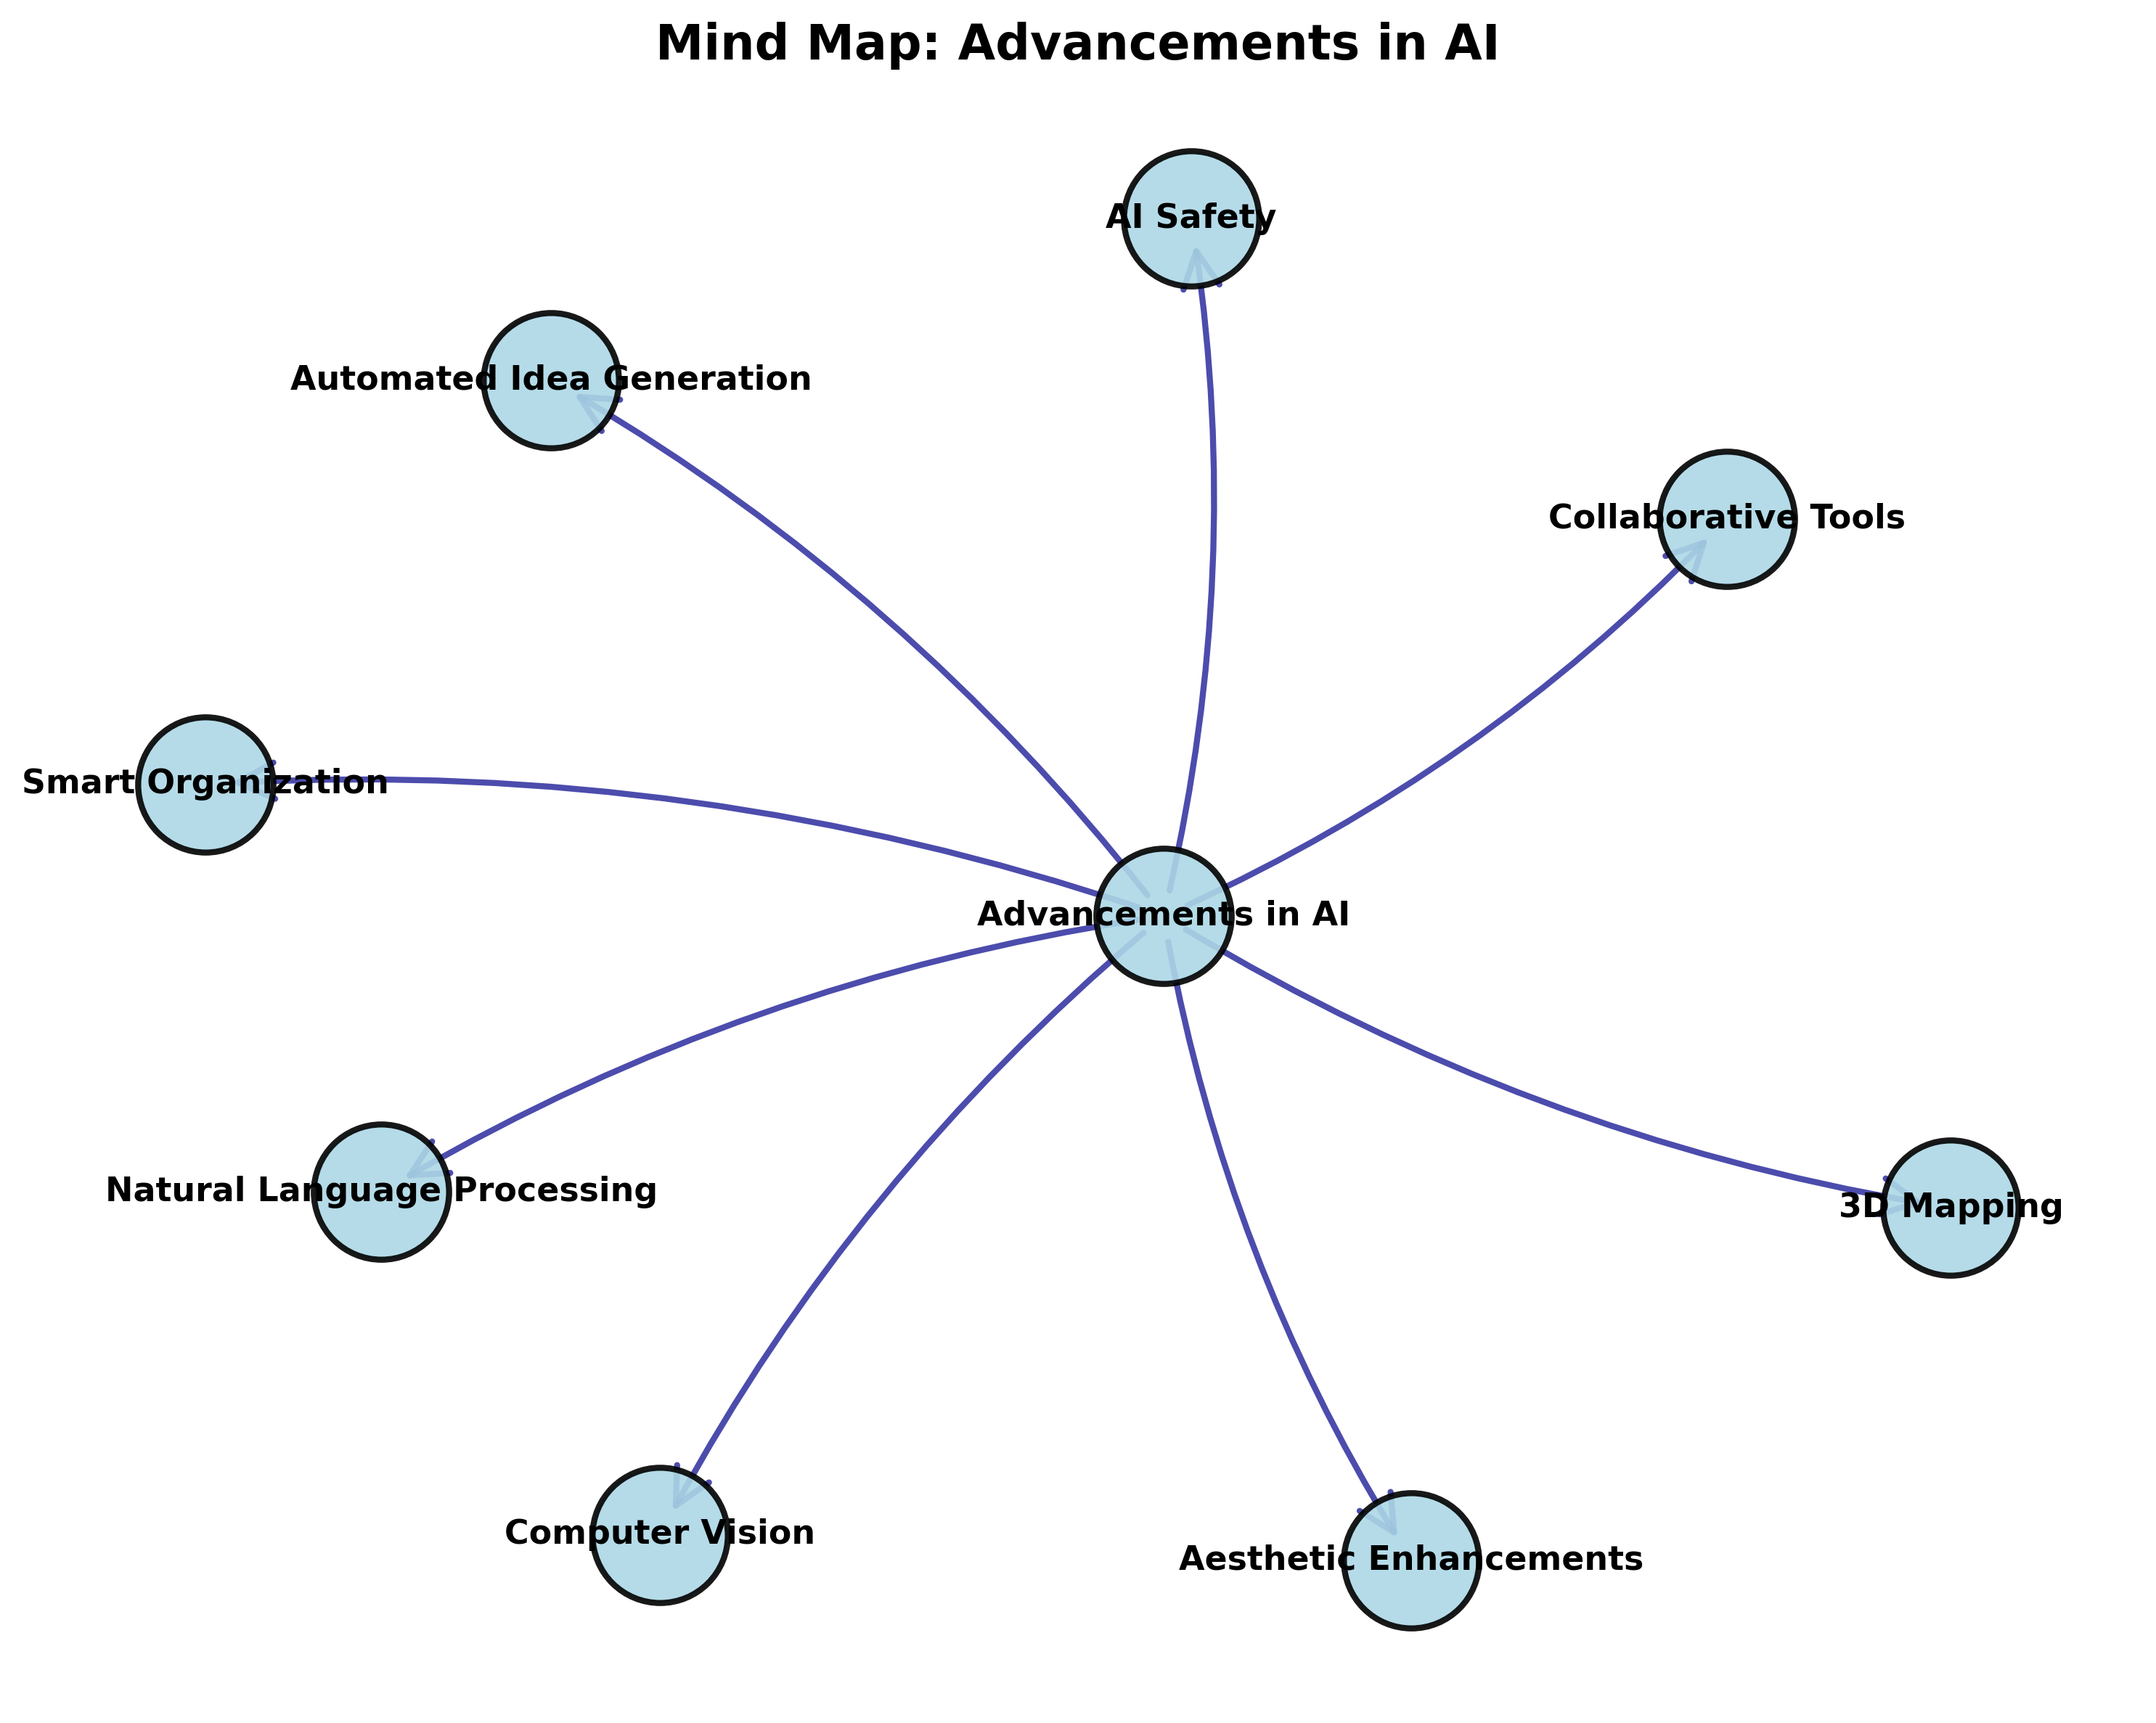 Mind Map: Advancements in AI
AI Safety
Automated Idea Generation
Collaborative Tools
Smart Organization
Advancements in AI
Natural Language Processing
3D Mapping
Computer Vision
Aesthetic Enhancements